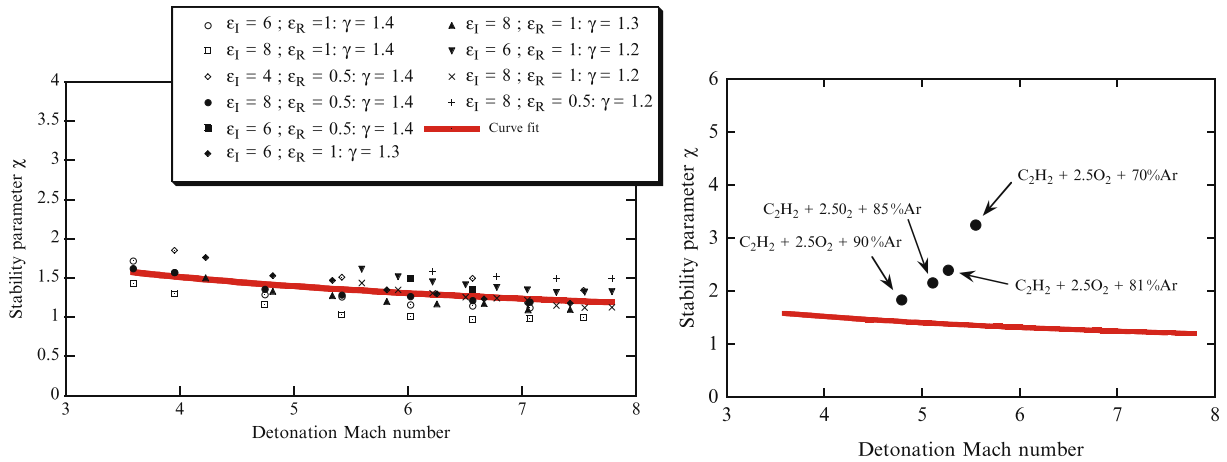 ε_I = 6 ; ε_R =1: γ= 1.4
ε_I = 8 ; ε_R =1: γ= 1.4
ε_I = 4 ; ε_R = 0.5: γ= 1.4
ε_I = 8 ; ε_R = 0.5: γ= 1.4
ε_I = 6 ; ε_R = 0.5: γ= 1.4
ε_I = 6 ; ε_R = 1: γ= 1.3
ε_I = 8 ; ε_R = 1: γ= 1.3
ε_I = 6 ; ε_R = 1: γ= 1.2
ε_I = 8 ; ε_R = 1: γ= 1.2
ε_I = 8 ; ε_R = 0.5: γ= 1.2
Curve fit
Stability parameter χ
4
3.5
3
2.5
2
1.5
1
0.5
0
3
4
5
6
7
8
Detonation Mach number
Stability parameter χ
6
5
4
3
2
1
0
C₂H₂ + 2.5O₂ + 70%Ar
C₂H₂ + 2.50₂ + 85%Ar
C₂H₂ + 2.5O₂ + 90%Ar
C₂H₂ + 2.5O₂ + 81%Ar
3
4
5
6
7
8
Detonation Mach number